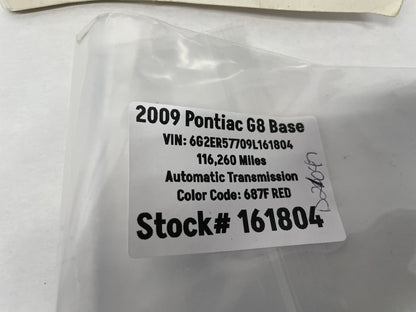 2009 Pontiac G8 Base
VIN: 6G2ER57709L161804
116,260 Miles
Automatic Transmission
Color Code: 687F RED
Stock# 161804